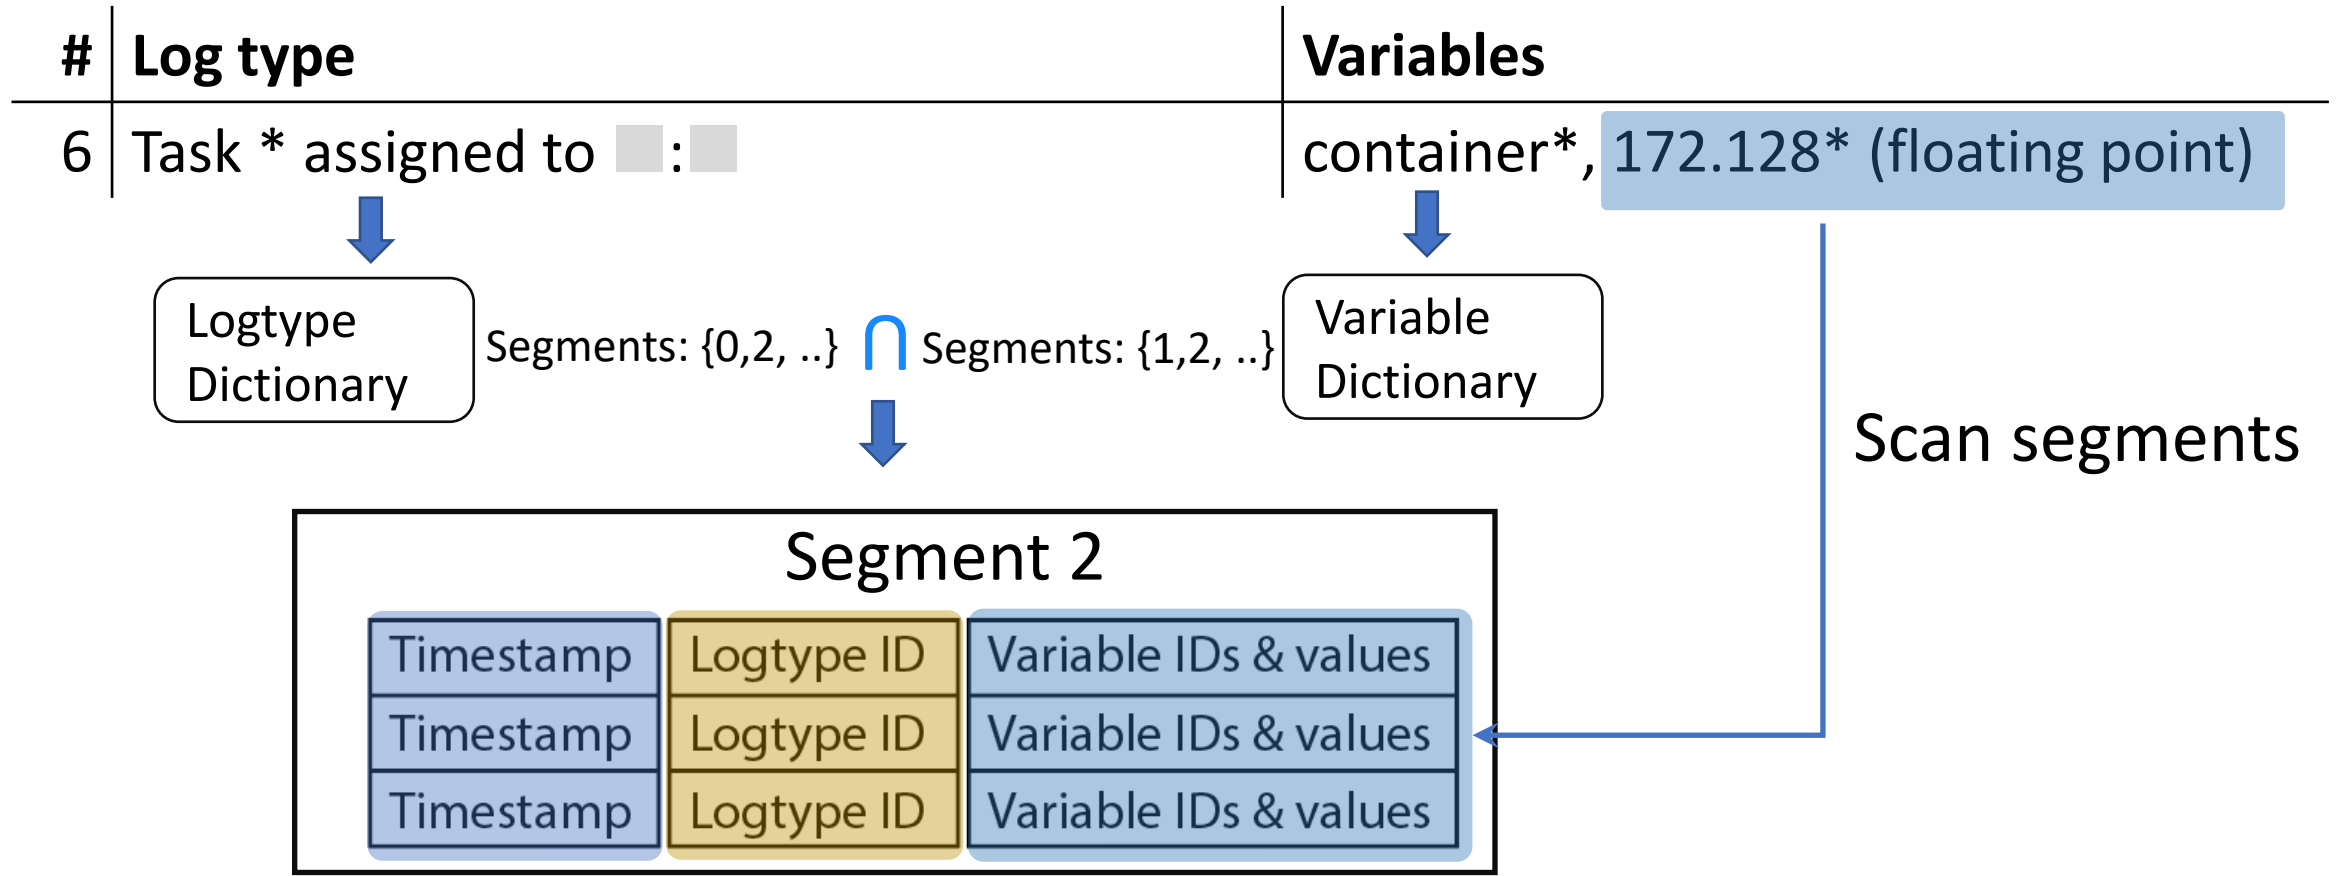 # Log type Variables
6 Task * assigned to : container*, 172.128* (floating point)
Logtype
Dictionary
Segments: {0,2, ..} ∩ Segments: {1,2, ..}
Variable
Dictionary
Scan segments
Segment 2
Timestamp Logtype ID Variable IDs & values
Timestamp Logtype ID Variable IDs & values
Timestamp Logtype ID Variable IDs & values